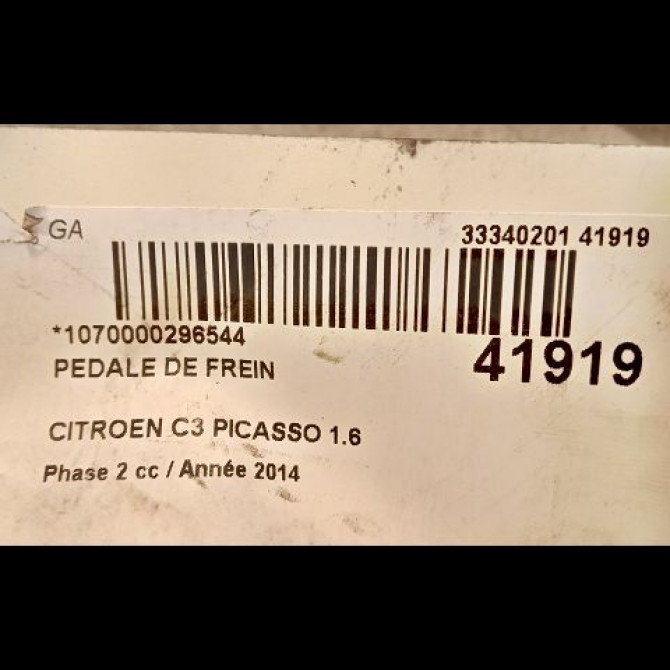 GA
33340201 41919
*1070000296544
41919
PEDALE DE FREIN
CITROEN C3 PICASSO 1.6
Phase 2 cc / Année 2014